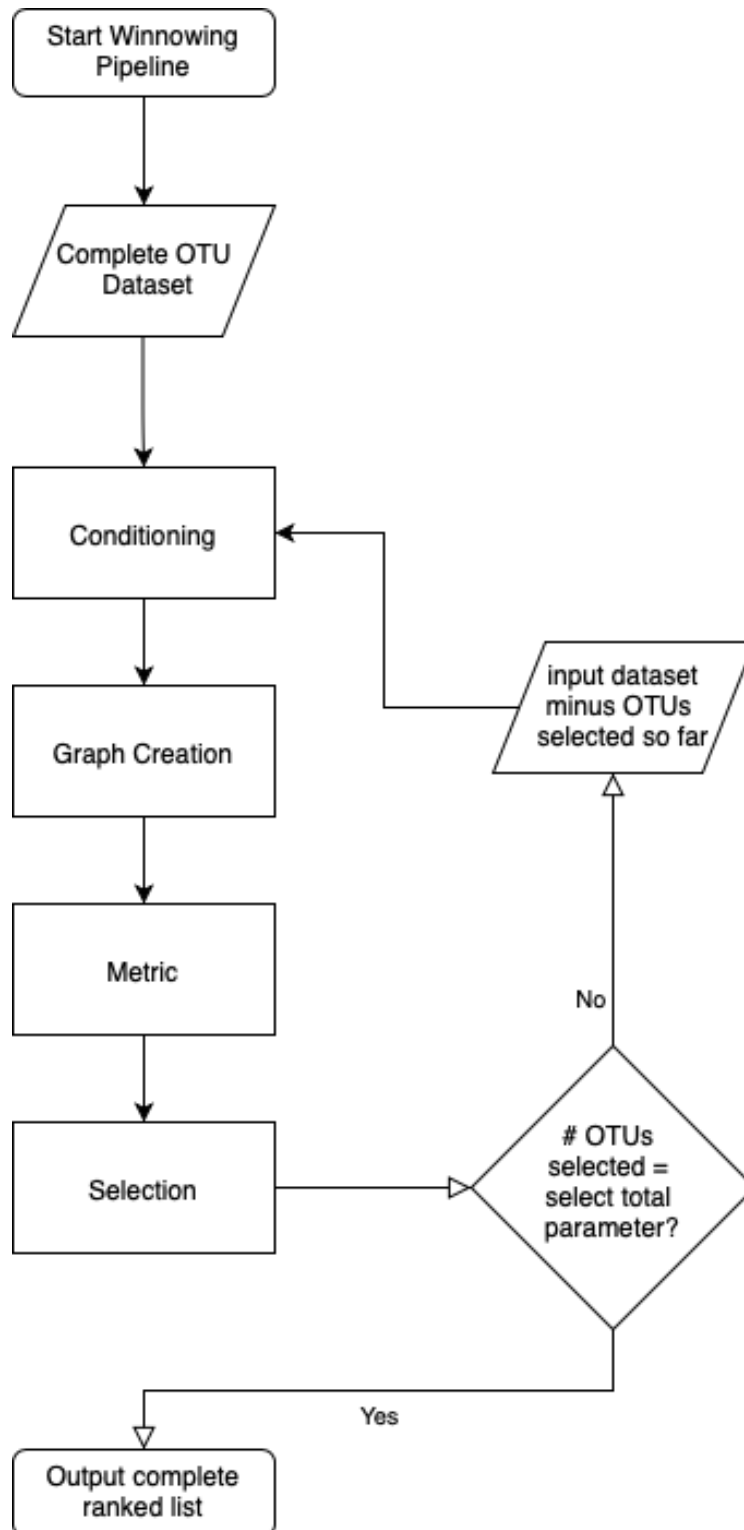 Start Winnowing
Pipeline
Complete OTU
Dataset
Conditioning
input dataset
minus OTUs
selected so far
Graph Creation
Metric
No
# OTUs
selected =
select total
parameter?
Selection
Yes
Output complete
ranked list